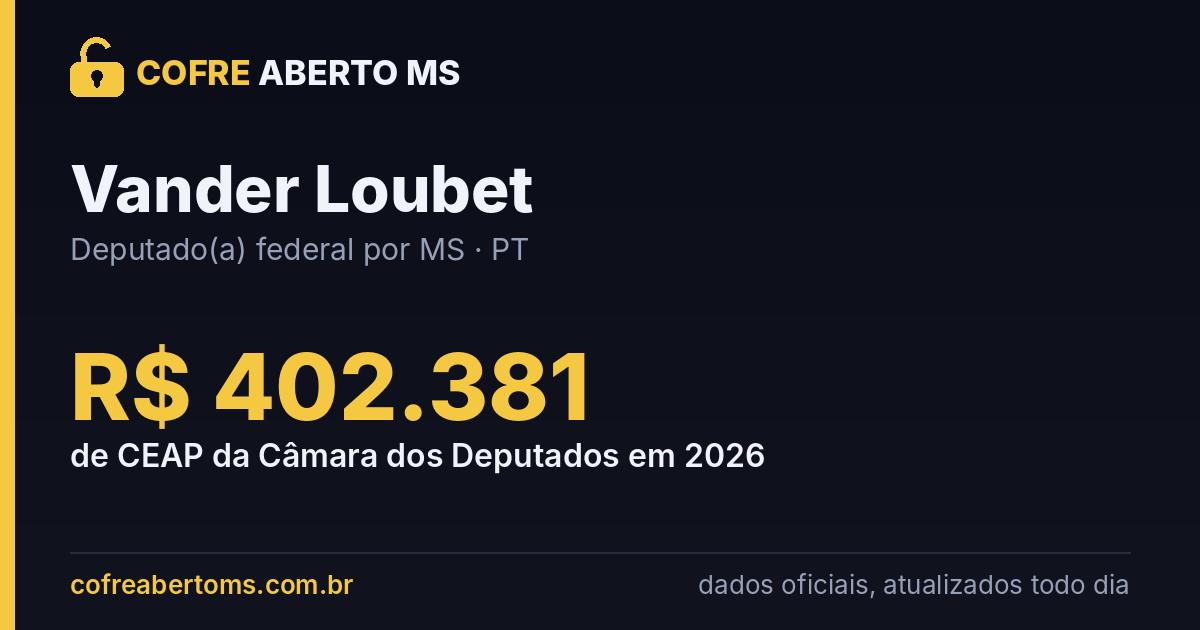 COFRE ABERTO MS
Vander Loubet
Deputado(a) federal por MS · PT
R$ 402.381
de CEAP da Câmara dos Deputados em 2026
cofreabertoms.com.br
dados oficiais, atualizados todo dia